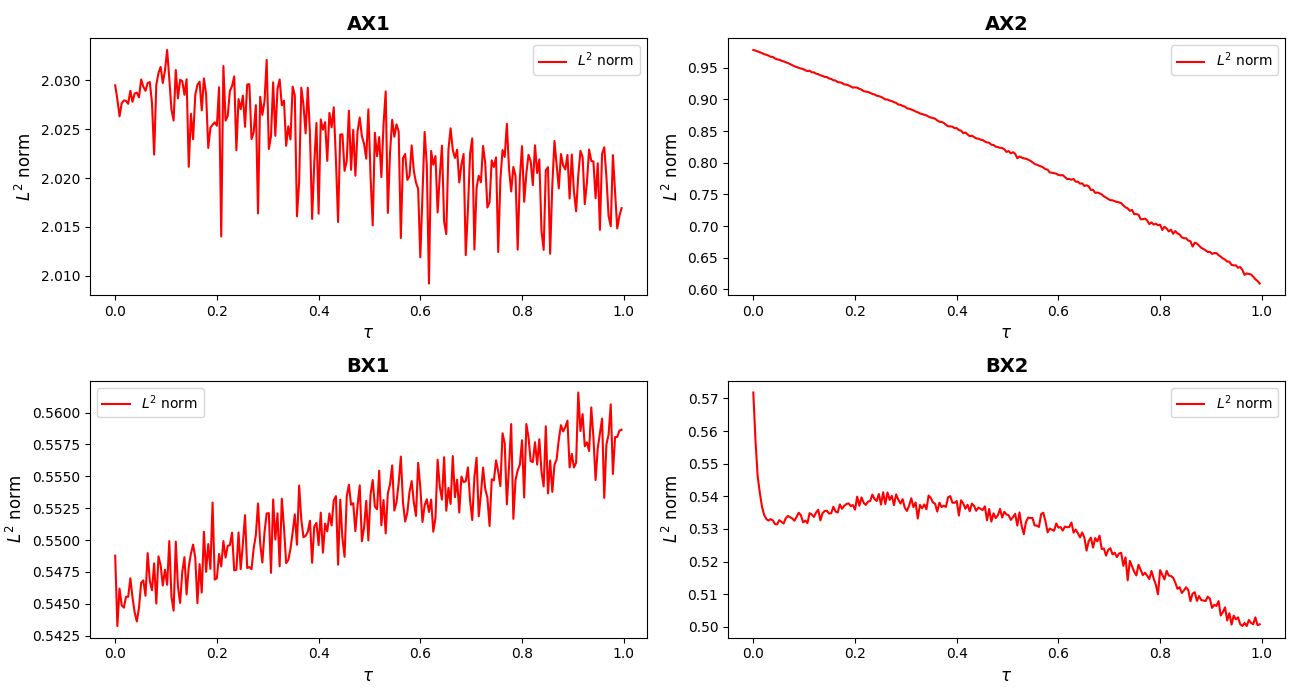 AX1
L² norm
2.030
2.025
2.020
2.015
2.010
L² norm
0.0 0.2 0.4 0.6 0.8 1.0
τ
AX2
L² norm
0.95
0.90
0.85
0.80
0.75
0.70
0.65
0.60
L² norm
0.0 0.2 0.4 0.6 0.8 1.0
τ
BX1
L² norm
0.5600
0.5575
0.5550
0.5525
0.5500
0.5475
0.5450
0.5425
L² norm
0.0 0.2 0.4 0.6 0.8 1.0
τ
BX2
L² norm
0.57
0.56
0.55
0.54
0.53
0.52
0.51
0.50
L² norm
0.0 0.2 0.4 0.6 0.8 1.0
τ